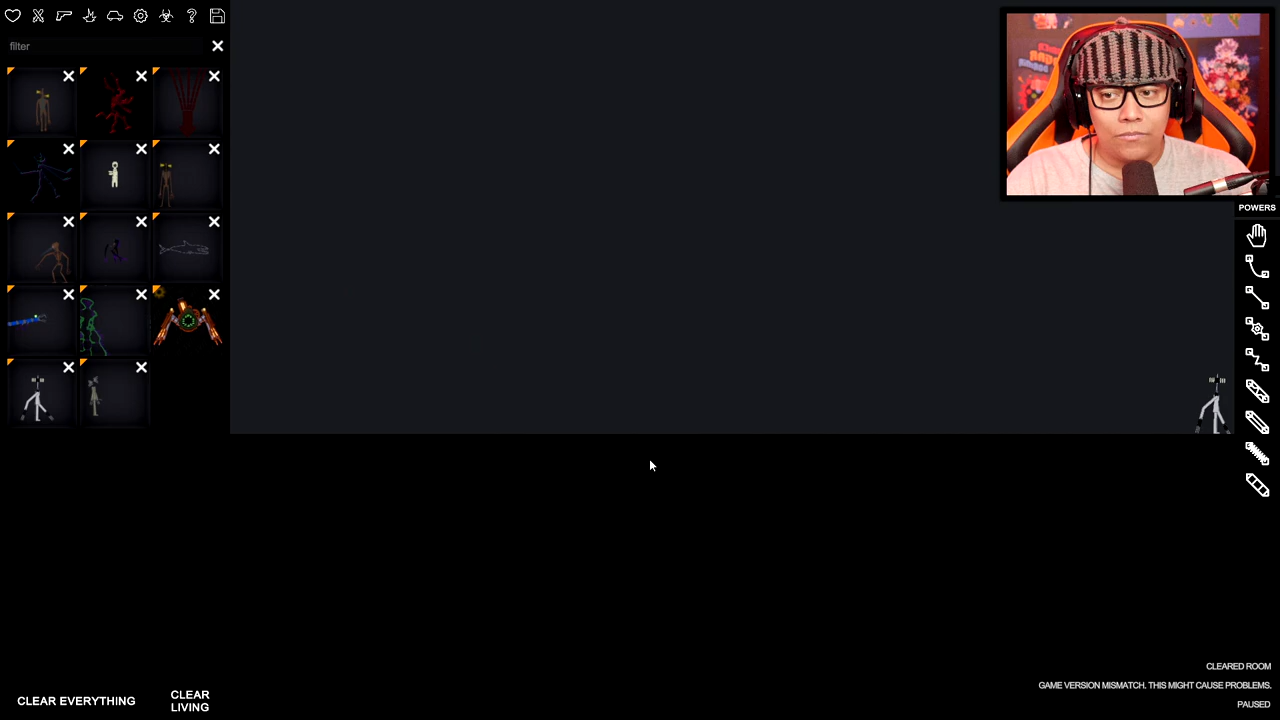 filter
POWERS
CLEARED ROOM
GAME VERSION MISMATCH. THIS MIGHT CAUSE PROBLEMS.
PAUSED
CLEAR EVERYTHING
CLEAR
LIVING